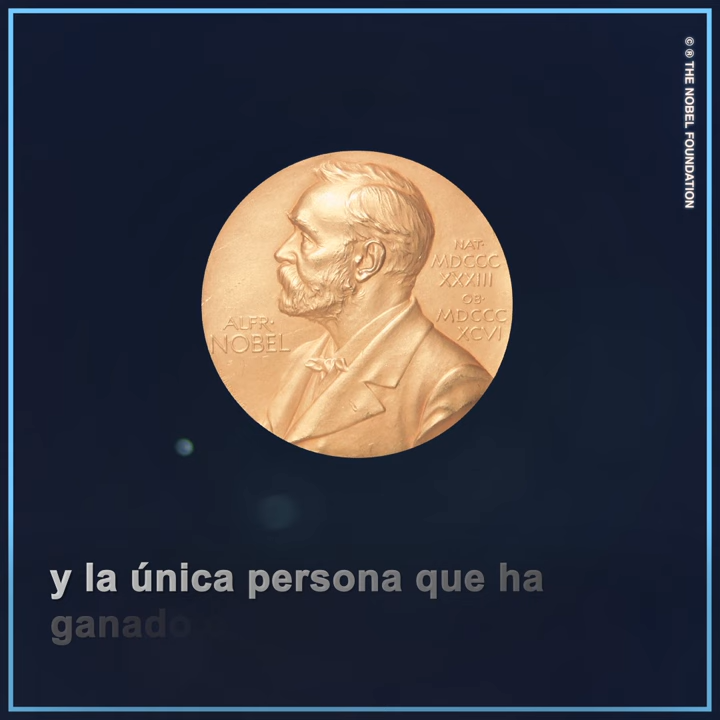 © ® THE NOBEL FOUNDATION
NAT·
MDCCC
XXXIII
OB·
MDCCC
XCVI
ALFR·
NOBEL
y la única persona que ha
ganado